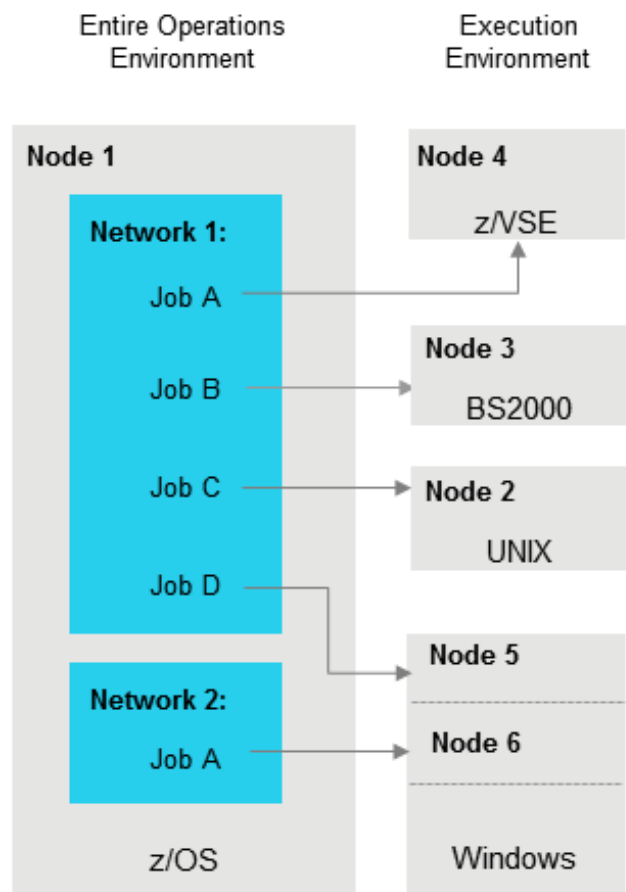 Entire Operations
Environment
Execution
Environment
Node 1
Network 1:
Job A
Job B
Job C
Job D
Network 2:
Job A
z/OS
Node 4
z/VSE
Node 3
BS2000
Node 2
UNIX
Node 5
Node 6
Windows